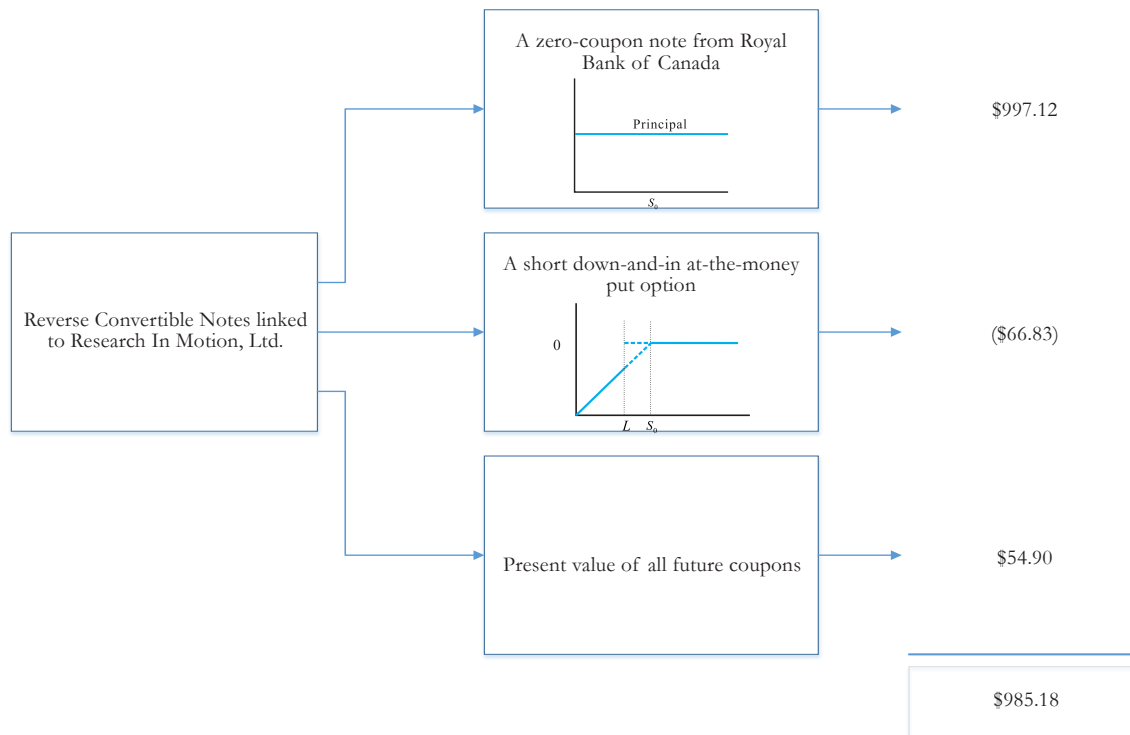 A zero-coupon note from Royal
Bank of Canada
Principal
S₀
$997.12
Reverse Convertible Notes linked
to Research In Motion, Ltd.
A short down-and-in at-the-money
put option
0
L S₀
($66.83)
Present value of all future coupons
$54.90
$985.18